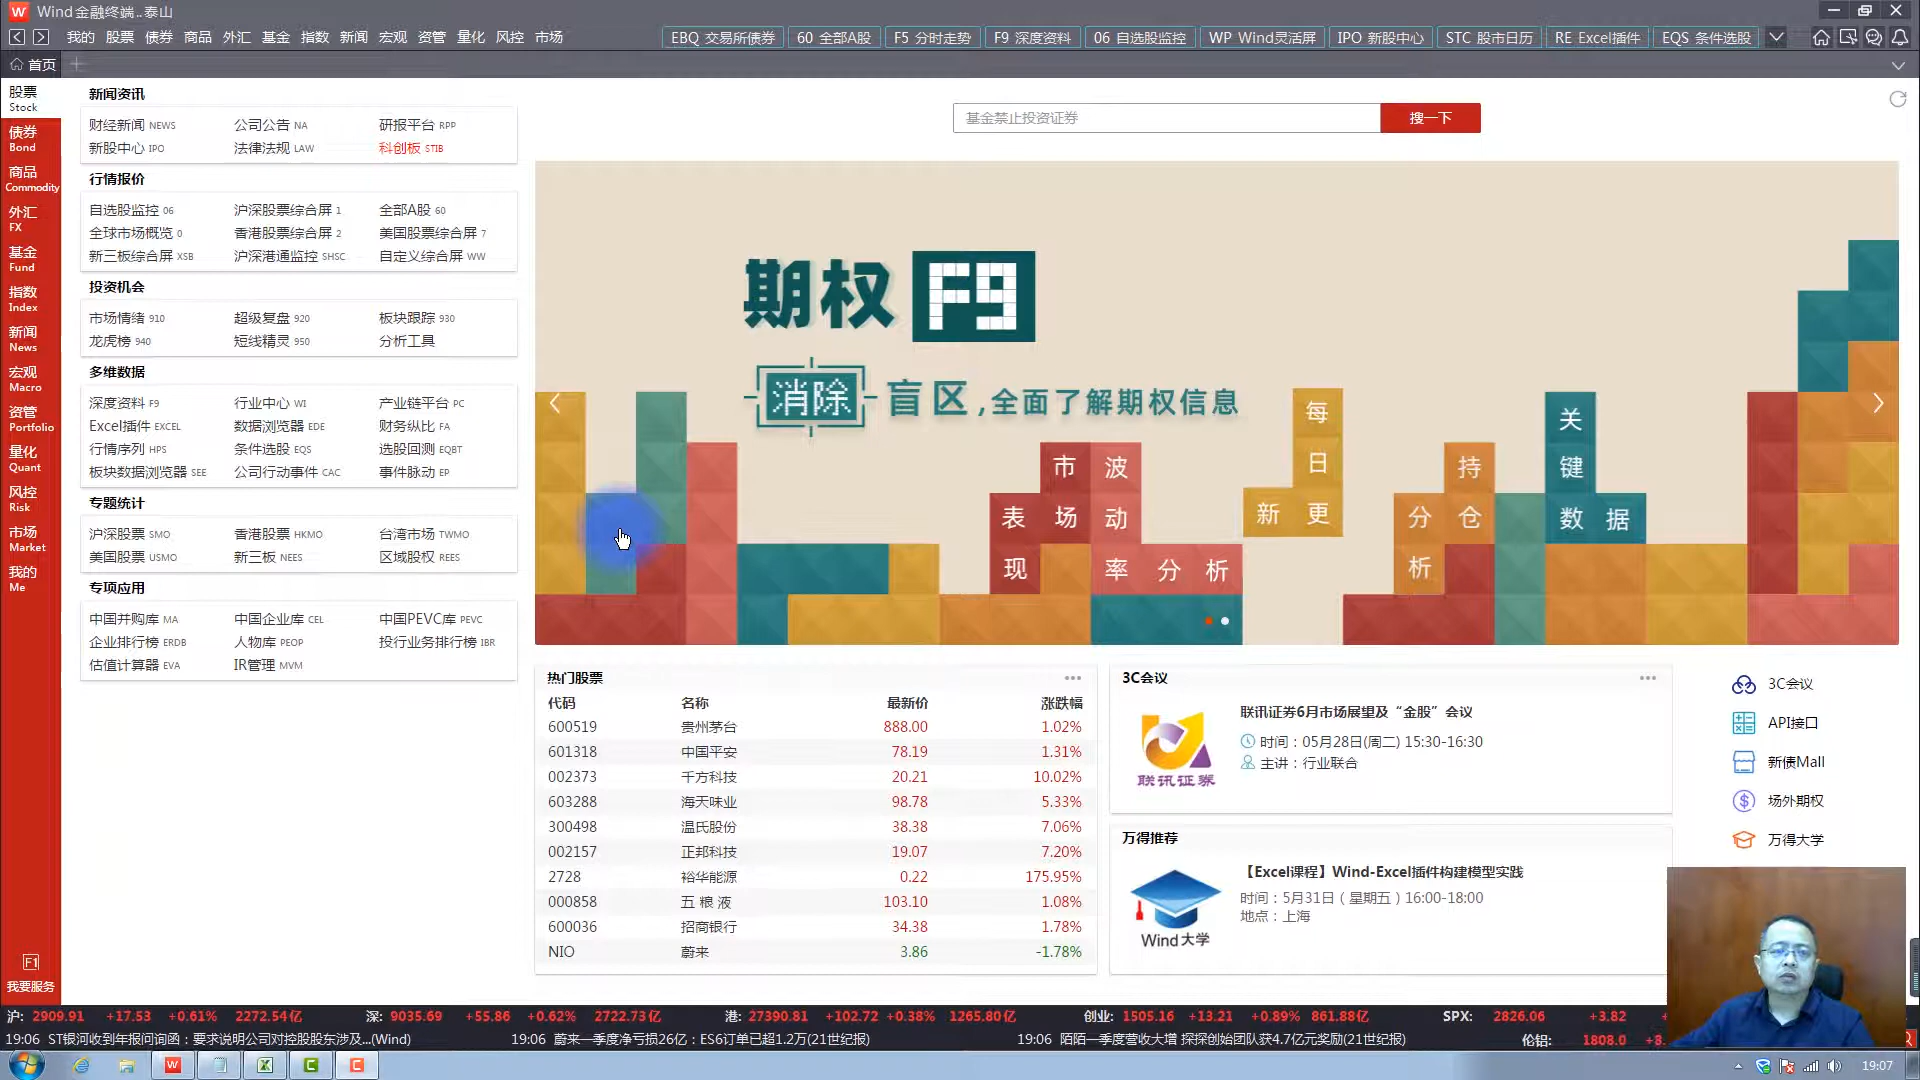 Wind金融终端..泰山
我的 股票 债券 商品 外汇 基金 指数 新闻 宏观 资管 量化 风控 市场
EBQ 交易所债券 60 全部A股 F5 分时走势 F9 深度资料 06 自选股监控 WP Wind灵活屏 IPO 新股中心 STC 股市日历 RE Excel插件 EQS 条件选股
首页
股票
Stock
债券
Bond
商品
Commodity
外汇
FX
基金
Fund
指数
Index
新闻
News
宏观
Macro
资管
Portfolio
量化
Quant
风控
Risk
市场
Market
我的
Me
F1
我要服务
新闻资讯
财经新闻 NEWS 公司公告 NA 研报平台 RPP
新股中心 IPO 法律法规 LAW 科创板 STIB
行情报价
自选股监控 06 沪深股票综合屏 1 全部A股 60
全球市场概览 0 香港股票综合屏 2 美国股票综合屏 7
新三板综合屏 XSB 沪深港通监控 SHSC 自定义综合屏 WW
投资机会
市场情绪 910 超级复盘 920 板块跟踪 930
龙虎榜 940 短线精灵 950 分析工具
多维数据
深度资料 F9 行业中心 WI 产业链平台 PC
Excel插件 EXCEL 数据浏览器 EDE 财务纵比 FA
行情序列 HPS 条件选股 EQS 选股回测 EQBT
板块数据浏览器 SEE 公司行动事件 CAC 事件脉动 EP
专题统计
沪深股票 SMO 香港股票 HKMO 台湾市场 TWMO
美国股票 USMO 新三板 NEES 区域股权 REES
专项应用
中国并购库 MA 中国企业库 CEL 中国PEVC库 PEVC
企业排行榜 ERDB 人物库 PEOP 投行业务排行榜 IBR
估值计算器 EVA IR管理 MVM
基金禁止投资证券 搜一下
期权 F9
消除 盲区,全面了解期权信息
市场表现
波动率分析
每日更新
持仓分析
关键数据
热门股票
代码 名称 最新价 涨跌幅
600519 贵州茅台 888.00 1.02%
601318 中国平安 78.19 1.31%
002373 千方科技 20.21 10.02%
603288 海天味业 98.78 5.33%
300498 温氏股份 38.38 7.06%
002157 正邦科技 19.07 7.20%
2728 裕华能源 0.22 175.95%
000858 五 粮 液 103.10 1.08%
600036 招商银行 34.38 1.78%
NIO 蔚来 3.86 -1.78%
3C会议
联讯证券
联讯证券6月市场展望及“金股”会议
时间：05月28日(周二) 15:30-16:30
主讲：行业联合
万得推荐
Wind大学
【Excel课程】Wind-Excel插件构建模型实践
时间：5月31日 ( 星期五 ) 16:00-18:00
地点：上海
3C会议
API接口
新债Mall
场外期权
万得大学
沪: 2909.91 +17.53 +0.61% 2272.54亿 深: 9035.69 +55.86 +0.62% 2722.73亿 港: 27390.81 +102.72 +0.38% 1265.80亿 创业: 1505.16 +13.21 +0.89% 861.88亿 SPX: 2826.06 +3.82
19:06 ST银河收到年报问询函：要求说明公司对控股股东涉及...(Wind) 19:06 蔚来一季度净亏损26亿：ES6订单已超1.2万(21世纪报) 19:06 陌陌一季度营收大增 探探创始团队获4.7亿元奖励(21世纪报) 伦铝: 1808.0 +8.
19:07